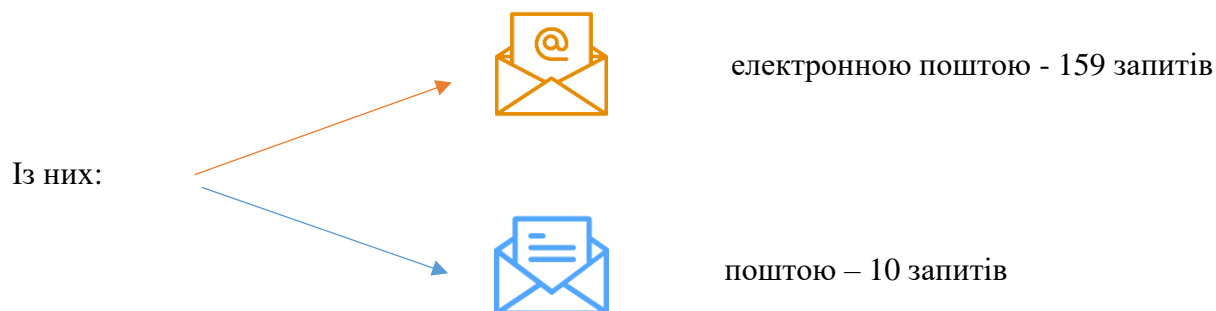 електронною поштою - 159 запитів
Із них:
поштою – 10 запитів